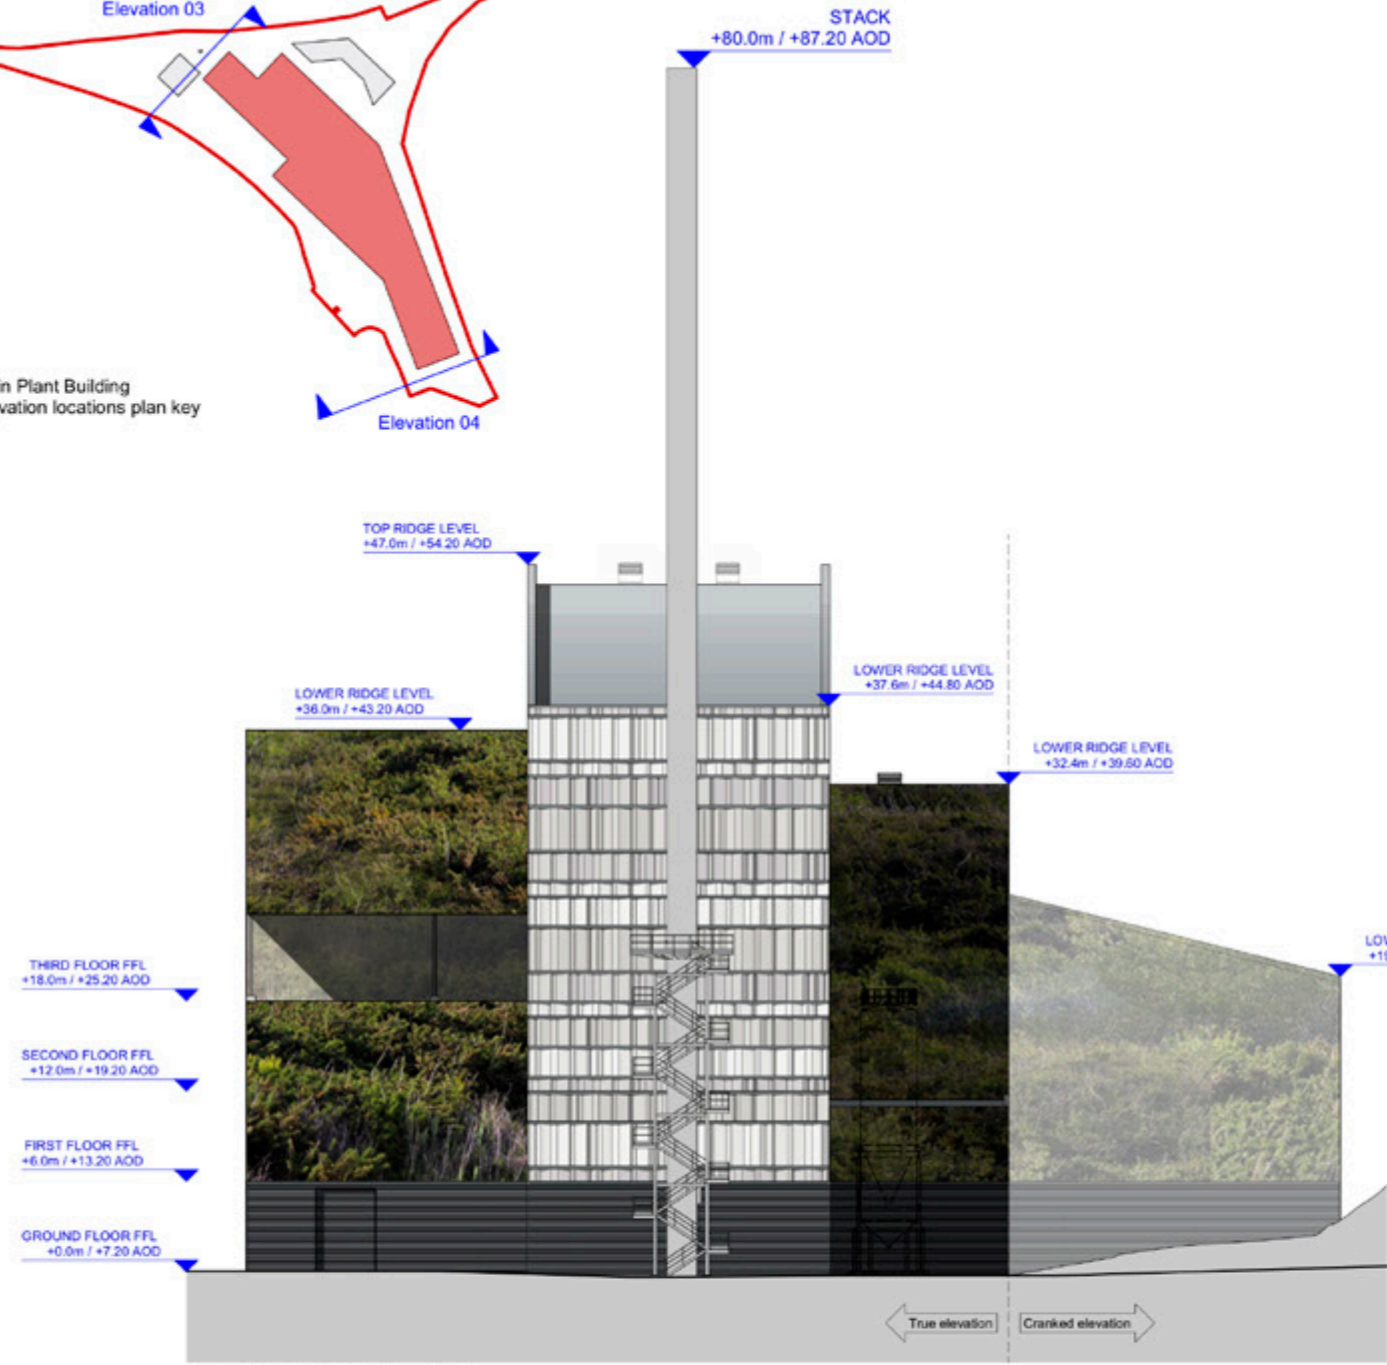 Elevation 03
STACK
+80.0m / +87.20 AOD
in Plant Building
vation locations plan key
Elevation 04
TOP RIDGE LEVEL
+47.0m / +54.20 AOD
LOWER RIDGE LEVEL
+37.6m / +44.80 AOD
LOWER RIDGE LEVEL
+36.0m / +43.20 AOD
LOWER RIDGE LEVEL
+32.4m / +39.60 AOD
LOW
+19
THIRD FLOOR FFL
+18.0m / +25.20 AOD
SECOND FLOOR FFL
+12.0m / +19.20 AOD
FIRST FLOOR FFL
+6.0m / +13.20 AOD
GROUND FLOOR FFL
+0.0m / +7.20 AOD
True elevation
Cranked elevation